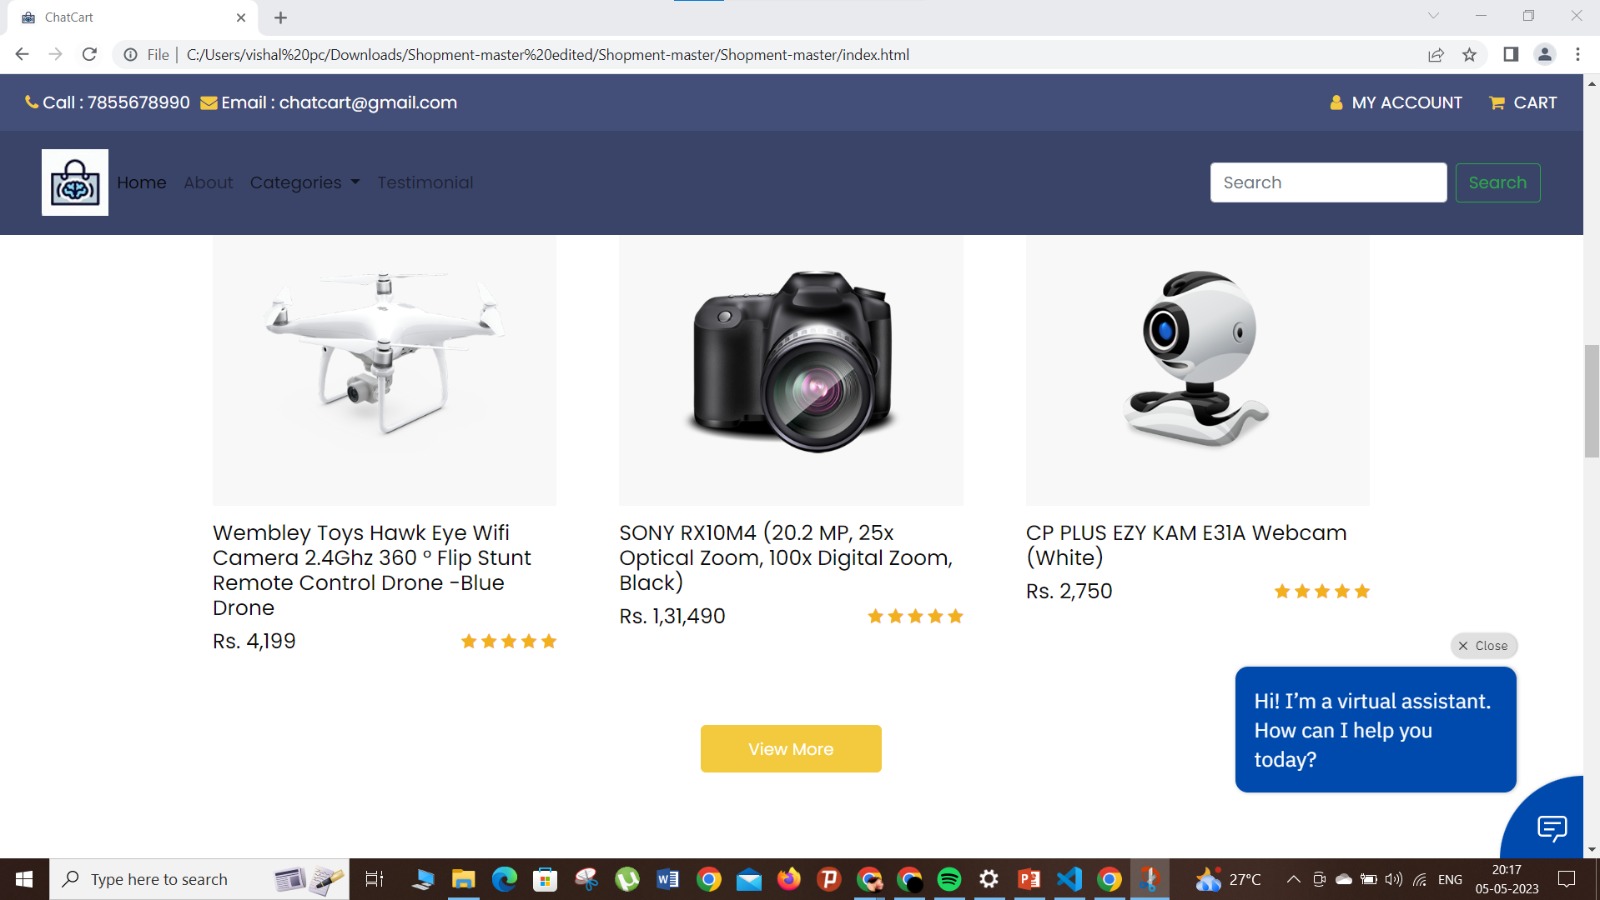 ChatCart
File | C:/Users/vishal%20pc/Downloads/Shopment-master%20edited/Shopment-master/Shopment-master/index.html
Call : 7855678990 Email : chatcart@gmail.com
MY ACCOUNT CART
Home About Categories Testimonial
Search Search
Wembley Toys Hawk Eye Wifi
Camera 2.4Ghz 360 ° Flip Stunt
Remote Control Drone -Blue
Drone
Rs. 4,199
SONY RX10M4 (20.2 MP, 25x
Optical Zoom, 100x Digital Zoom,
Black)
Rs. 1,31,490
CP PLUS EZY KAM E31A Webcam
(White)
Rs. 2,750
View More
Close
Hi! I’m a virtual assistant.
How can I help you
today?
Type here to search
27°C
ENG
20:17
05-05-2023